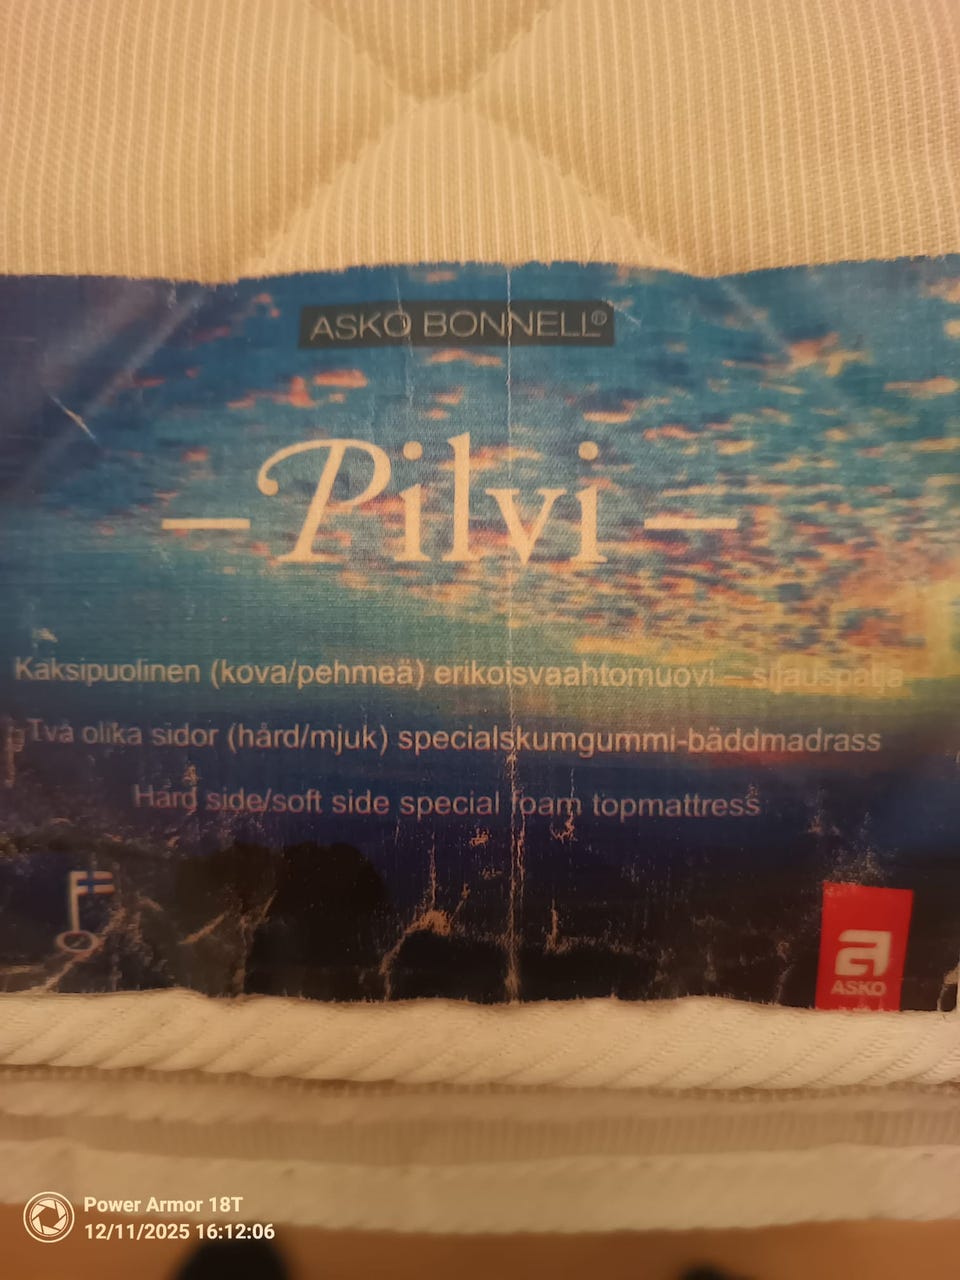 ASKO BONNELL®
– Pilvi –
Kaksipuolinen (kova/pehmeä) erikoisvaahtomuovi – sijauspatja
Två olika sidor (hård/mjuk) specialskumgummi-bäddmadrass
Hard side/soft side special foam topmattress
a
ASKO
Power Armor 18T
12/11/2025 16:12:06